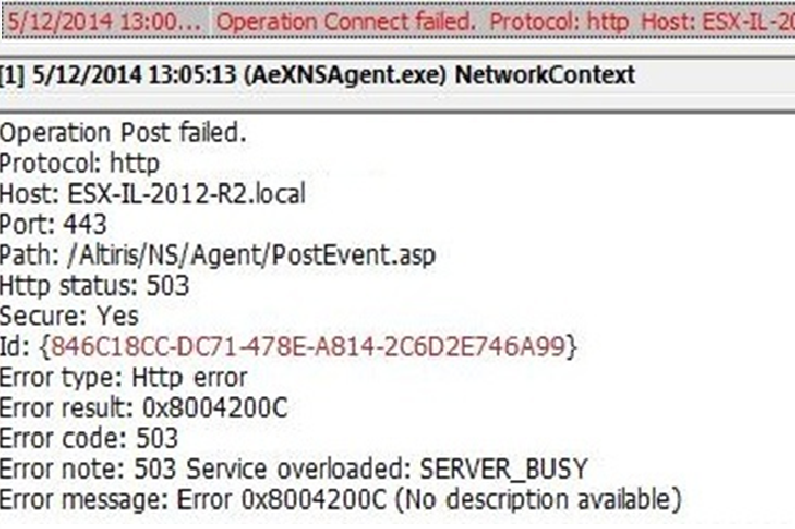 5/12/2014 13:00... Operation Connect failed. Protocol: http Host: ESX-IL-20
[1] 5/12/2014 13:05:13 (AeXNSAgent.exe) NetworkContext
Operation Post failed.
Protocol: http
Host: ESX-IL-2012-R2.local
Port: 443
Path: /Altiris/NS/Agent/PostEvent.asp
Http status: 503
Secure: Yes
Id: {846C18CC-DC71-478E-A814-2C6D2E746A99}
Error type: Http error
Error result: 0x8004200C
Error code: 503
Error note: 503 Service overloaded: SERVER_BUSY
Error message: Error 0x8004200C (No description available)